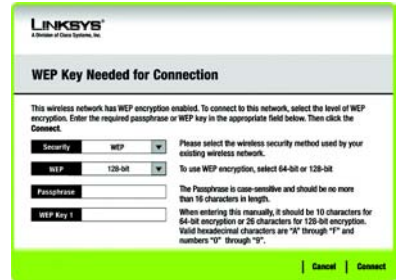 LINKSYS®
A Division of Cisco Systems, Inc.
WEP Key Needed for Connection
This wireless network has WEP encryption enabled. To connect to this network, select the level of WEP
encryption. Enter the required passphrase or WEP key in the appropriate field below. Then click the
Connect.
Security WEP
Please select the wireless security method used by your
existing wireless network.
WEP 128-bit
To use WEP encryption, select 64-bit or 128-bit
Passphrase
The Passphrase is case-sensitive and should be no more
than 16 characters in length.
WEP Key 1
When entering this manually, it should be 10 characters for
64-bit encryption or 26 characters for 128-bit encryption.
Valid hexadecimal characters are "A" through "F" and
numbers "0" through "9".
Cancel Connect